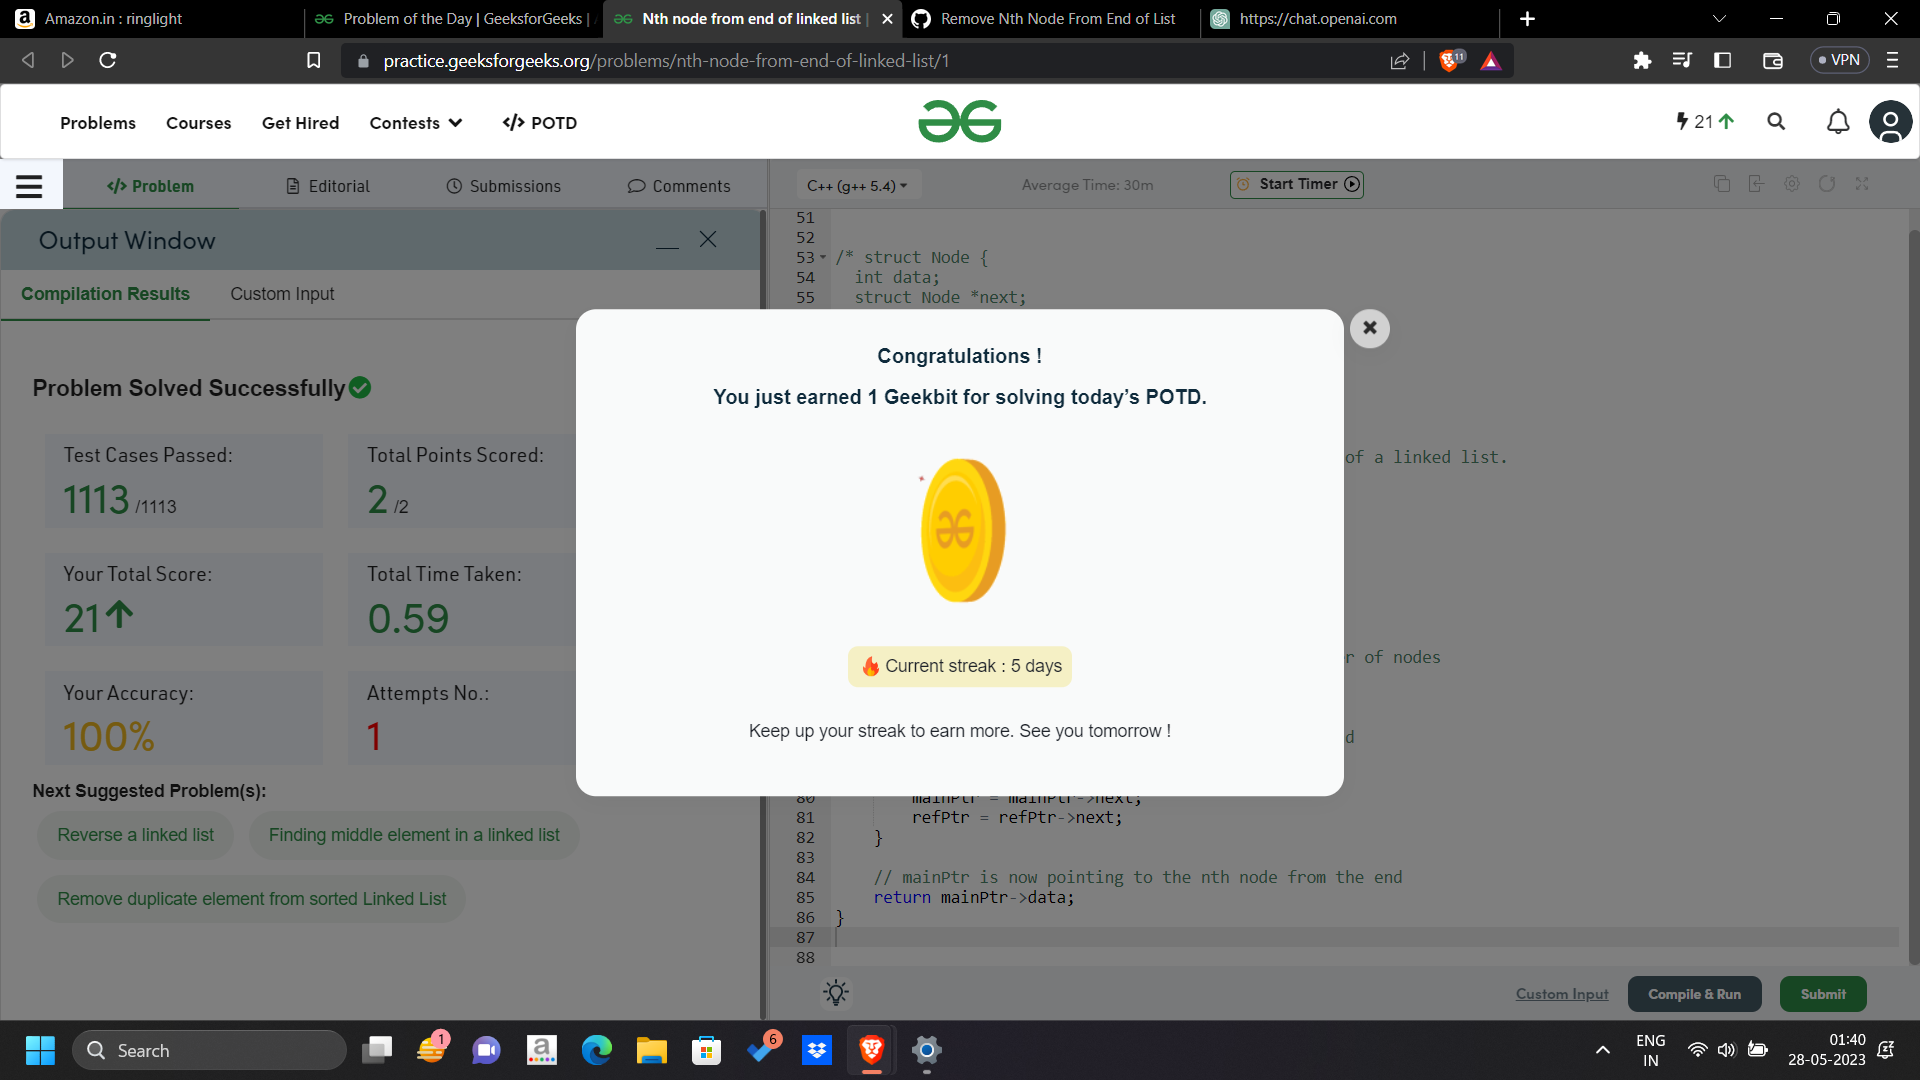 Amazon.in : ringlight
Problem of the Day | GeeksforGeeks |
Nth node from end of linked list |
Remove Nth Node From End of List
https://chat.openai.com
practice.geeksforgeeks.org/problems/nth-node-from-end-of-linked-list/1
11
VPN
Problems
Courses
Get Hired
Contests
</> POTD
21
</> Problem
Editorial
Submissions
Comments
C++ (g++ 5.4)
Average Time: 30m
Start Timer
Output Window
Compilation Results
Custom Input
Problem Solved Successfully
Test Cases Passed:
1113 /1113
Total Points Scored:
2 /2
Your Total Score:
21
Total Time Taken:
0.59
Your Accuracy:
100%
Attempts No.:
1
Next Suggested Problem(s):
Reverse a linked list
Finding middle element in a linked list
Remove duplicate element from sorted Linked List
51
52
53 /* struct Node {
54 int data;
55 struct Node *next;
Congratulations !
You just earned 1 Geekbit for solving today’s POTD.
Current streak : 5 days
Keep up your streak to earn more. See you tomorrow !
of a linked list.
r of nodes
d
80 mainPtr = mainPtr->next;
81 refPtr = refPtr->next;
82 }
83
84 // mainPtr is now pointing to the nth node from the end
85 return mainPtr->data;
86 }
87
88
Custom Input
Compile & Run
Submit
Search
1
6
ENG
IN
01:40
28-05-2023